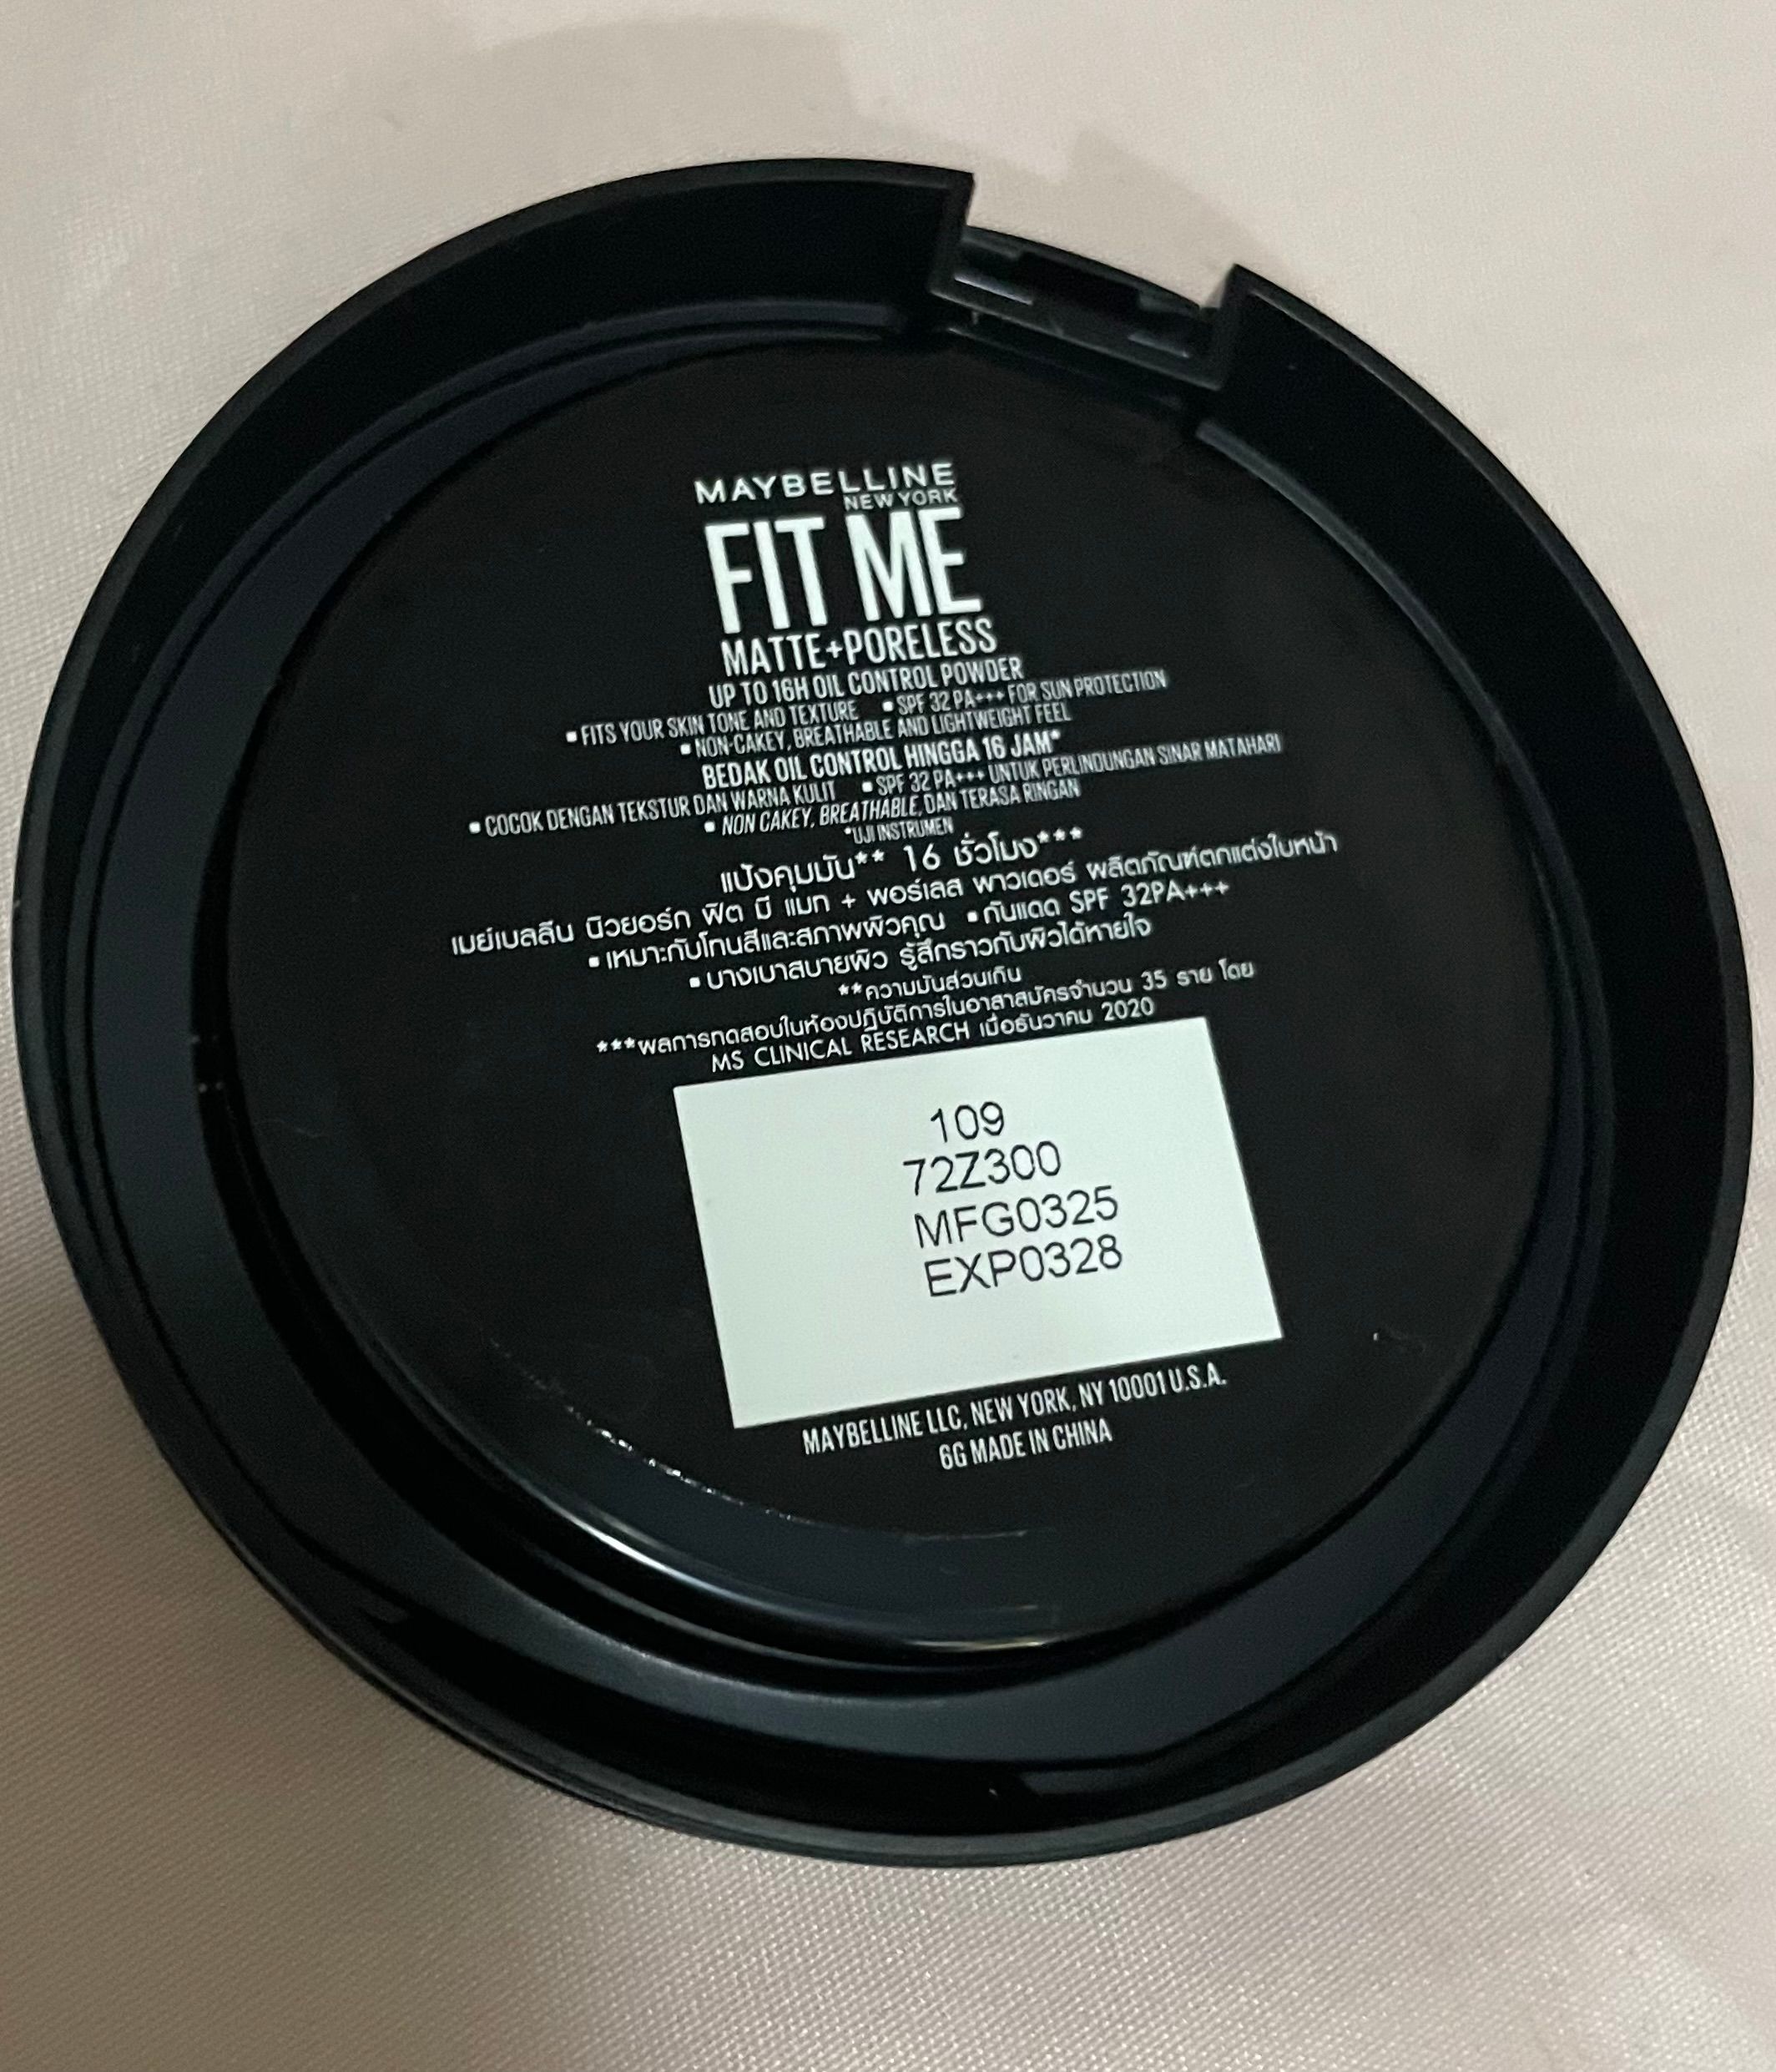 MAYBELLINE
NEW YORK
FIT ME
MATTE+PORELESS
UP TO 16H OIL CONTROL POWDER
▪ FITS YOUR SKIN TONE AND TEXTURE ▪ SPF 32 PA+++ FOR SUN PROTECTION
▪ NON-CAKEY, BREATHABLE AND LIGHTWEIGHT FEEL
BEDAK OIL CONTROL HINGGA 16 JAM*
▪ COCOK DENGAN TEKSTUR DAN WARNA KULIT ▪ SPF 32 PA+++ UNTUK PERLINDUNGAN SINAR MATAHARI
▪ NON CAKEY, BREATHABLE, DAN TERASA RINGAN
*UJI INSTRUMEN
แป้งคุมมัน** 16 ชั่วโมง***
เมย์เบลลีน นิวยอร์ก ฟิต มี แมท + พอร์เลส พาวเดอร์ ผลิตภัณฑ์ตกแต่งใบหน้า
▪ เหมาะกับโทนสีและสภาพผิวคุณ ▪ กันแดด SPF 32PA+++
▪ บางเบาสบายผิว รู้สึกราวกับผิวได้หายใจ
**ความมันส่วนเกิน
***ผลการทดสอบในห้องปฏิบัติการในอาสาสมัครจำนวน 35 ราย โดย
MS CLINICAL RESEARCH เมื่อธันวาคม 2020
109
72Z300
MFG0325
EXP0328
MAYBELLINE LLC, NEW YORK, NY 10001 U.S.A.
6G MADE IN CHINA